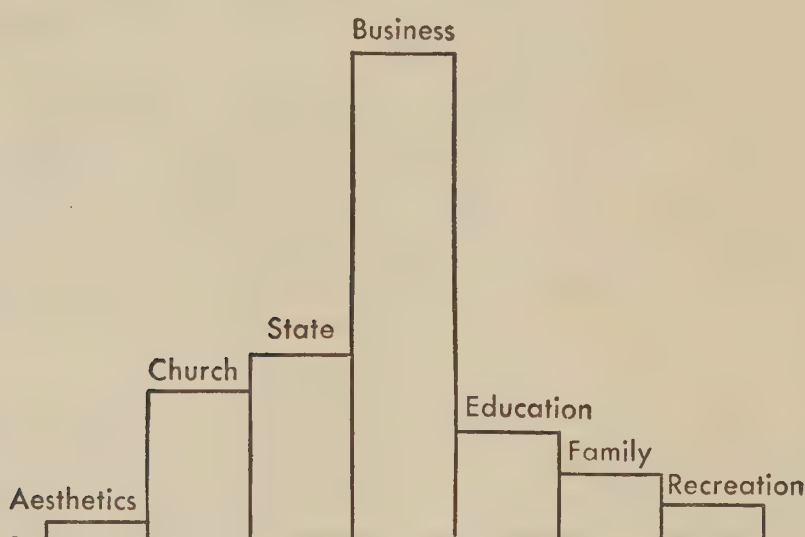 Business
State
Church
Education
Family
Recreation
Aesthetics